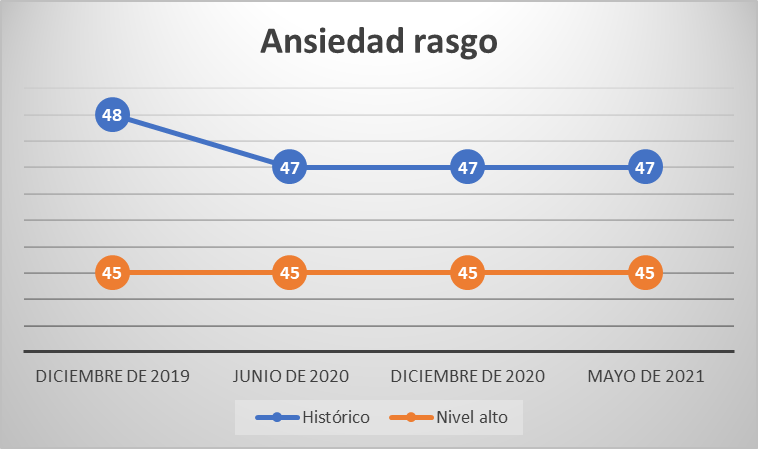 Ansiedad rasgo
48
47
47
47
45
45
45
45
DICIEMBRE DE 2019
JUNIO DE 2020
DICIEMBRE DE 2020
MAYO DE 2021
Histórico
Nivel alto